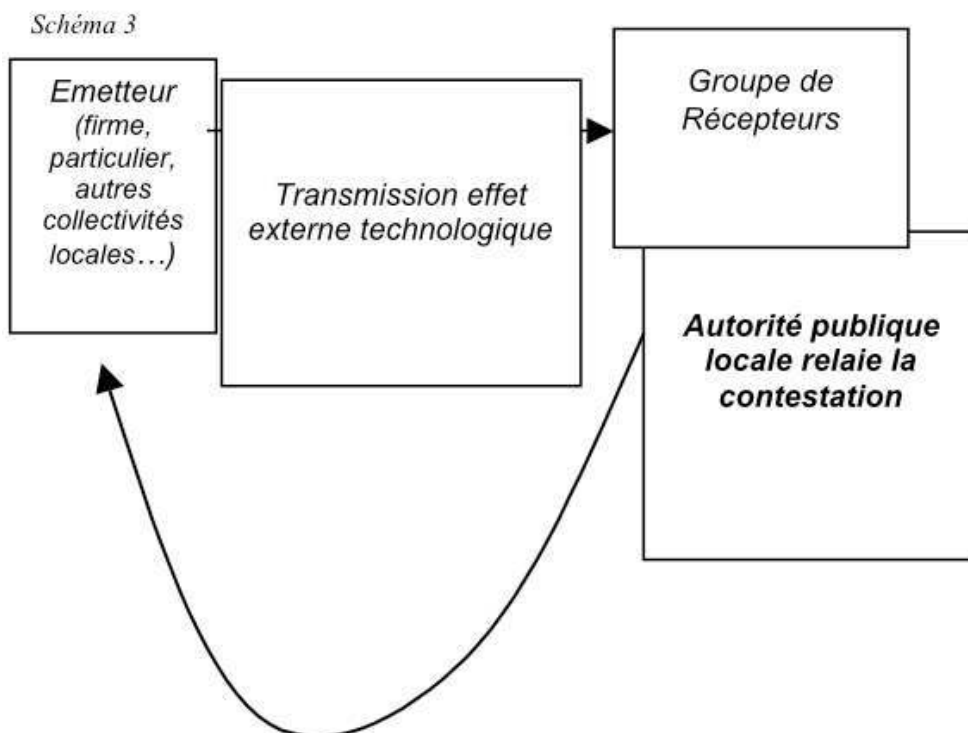 Schéma 3
Emetteur
(firme,
particulier,
autres
collectivités
locales…)
Transmission effet
externe technologique
Groupe de
Récepteurs
Autorité publique
locale relaie la
contestation